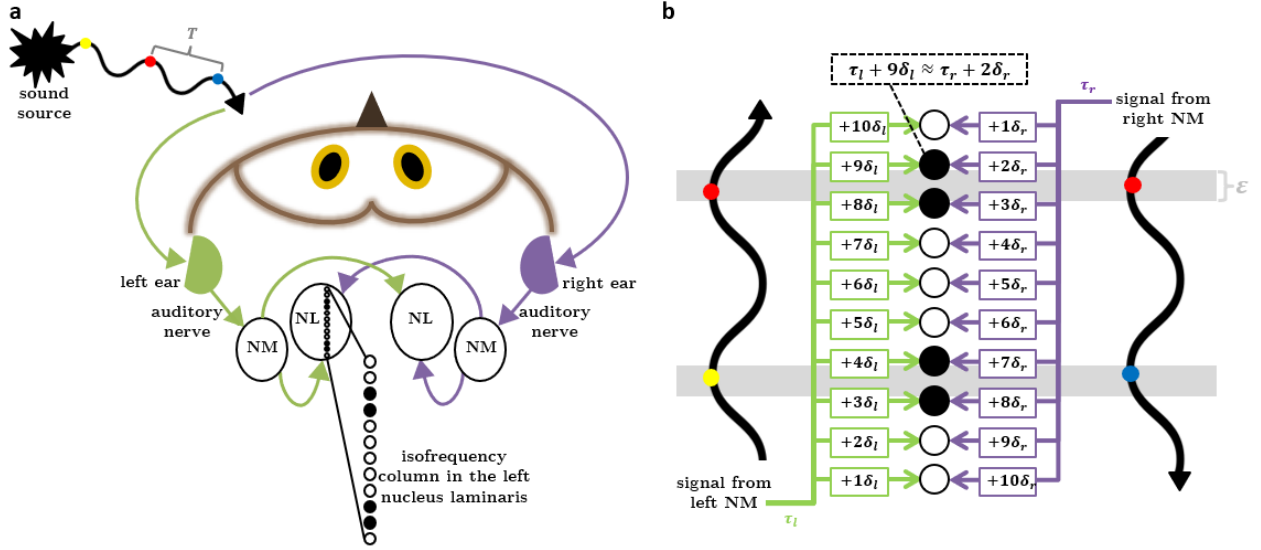 a
T
sound
source
left ear
right ear
auditory
nerve
auditory
nerve
NM
NL
NL
NM
isofrequency
column in the left
nucleus laminaris
b
τₗ + 9δₗ ≈ τᵣ + 2δᵣ
τᵣ
signal from
right NM
+10δₗ
+1δᵣ
+9δₗ
+2δᵣ
ε
+8δₗ
+3δᵣ
+7δₗ
+4δᵣ
+6δₗ
+5δᵣ
+5δₗ
+6δᵣ
+4δₗ
+7δᵣ
+3δₗ
+8δᵣ
+2δₗ
+9δᵣ
+1δₗ
+10δᵣ
signal from
left NM
τₗ